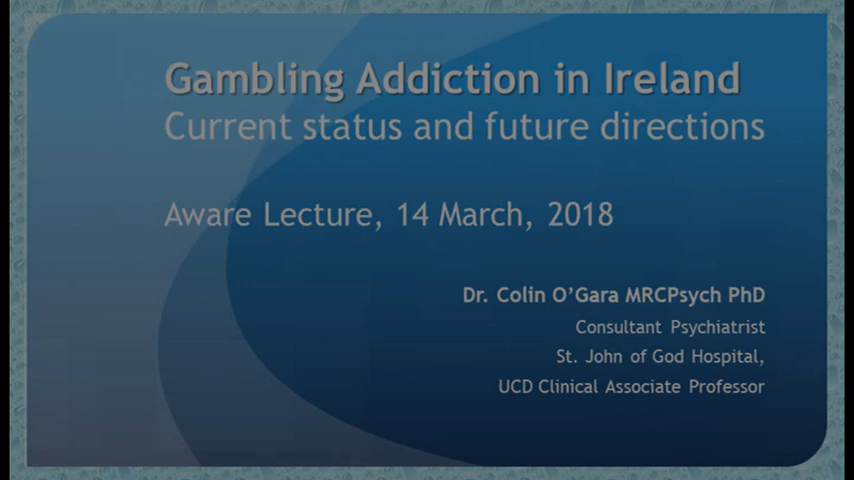 Gambling Addiction in Ireland
Current status and future directions
Aware Lecture, 14 March, 2018
Dr. Colin O’Gara MRCPsych PhD
Consultant Psychiatrist
St. John of God Hospital,
UCD Clinical Associate Professor